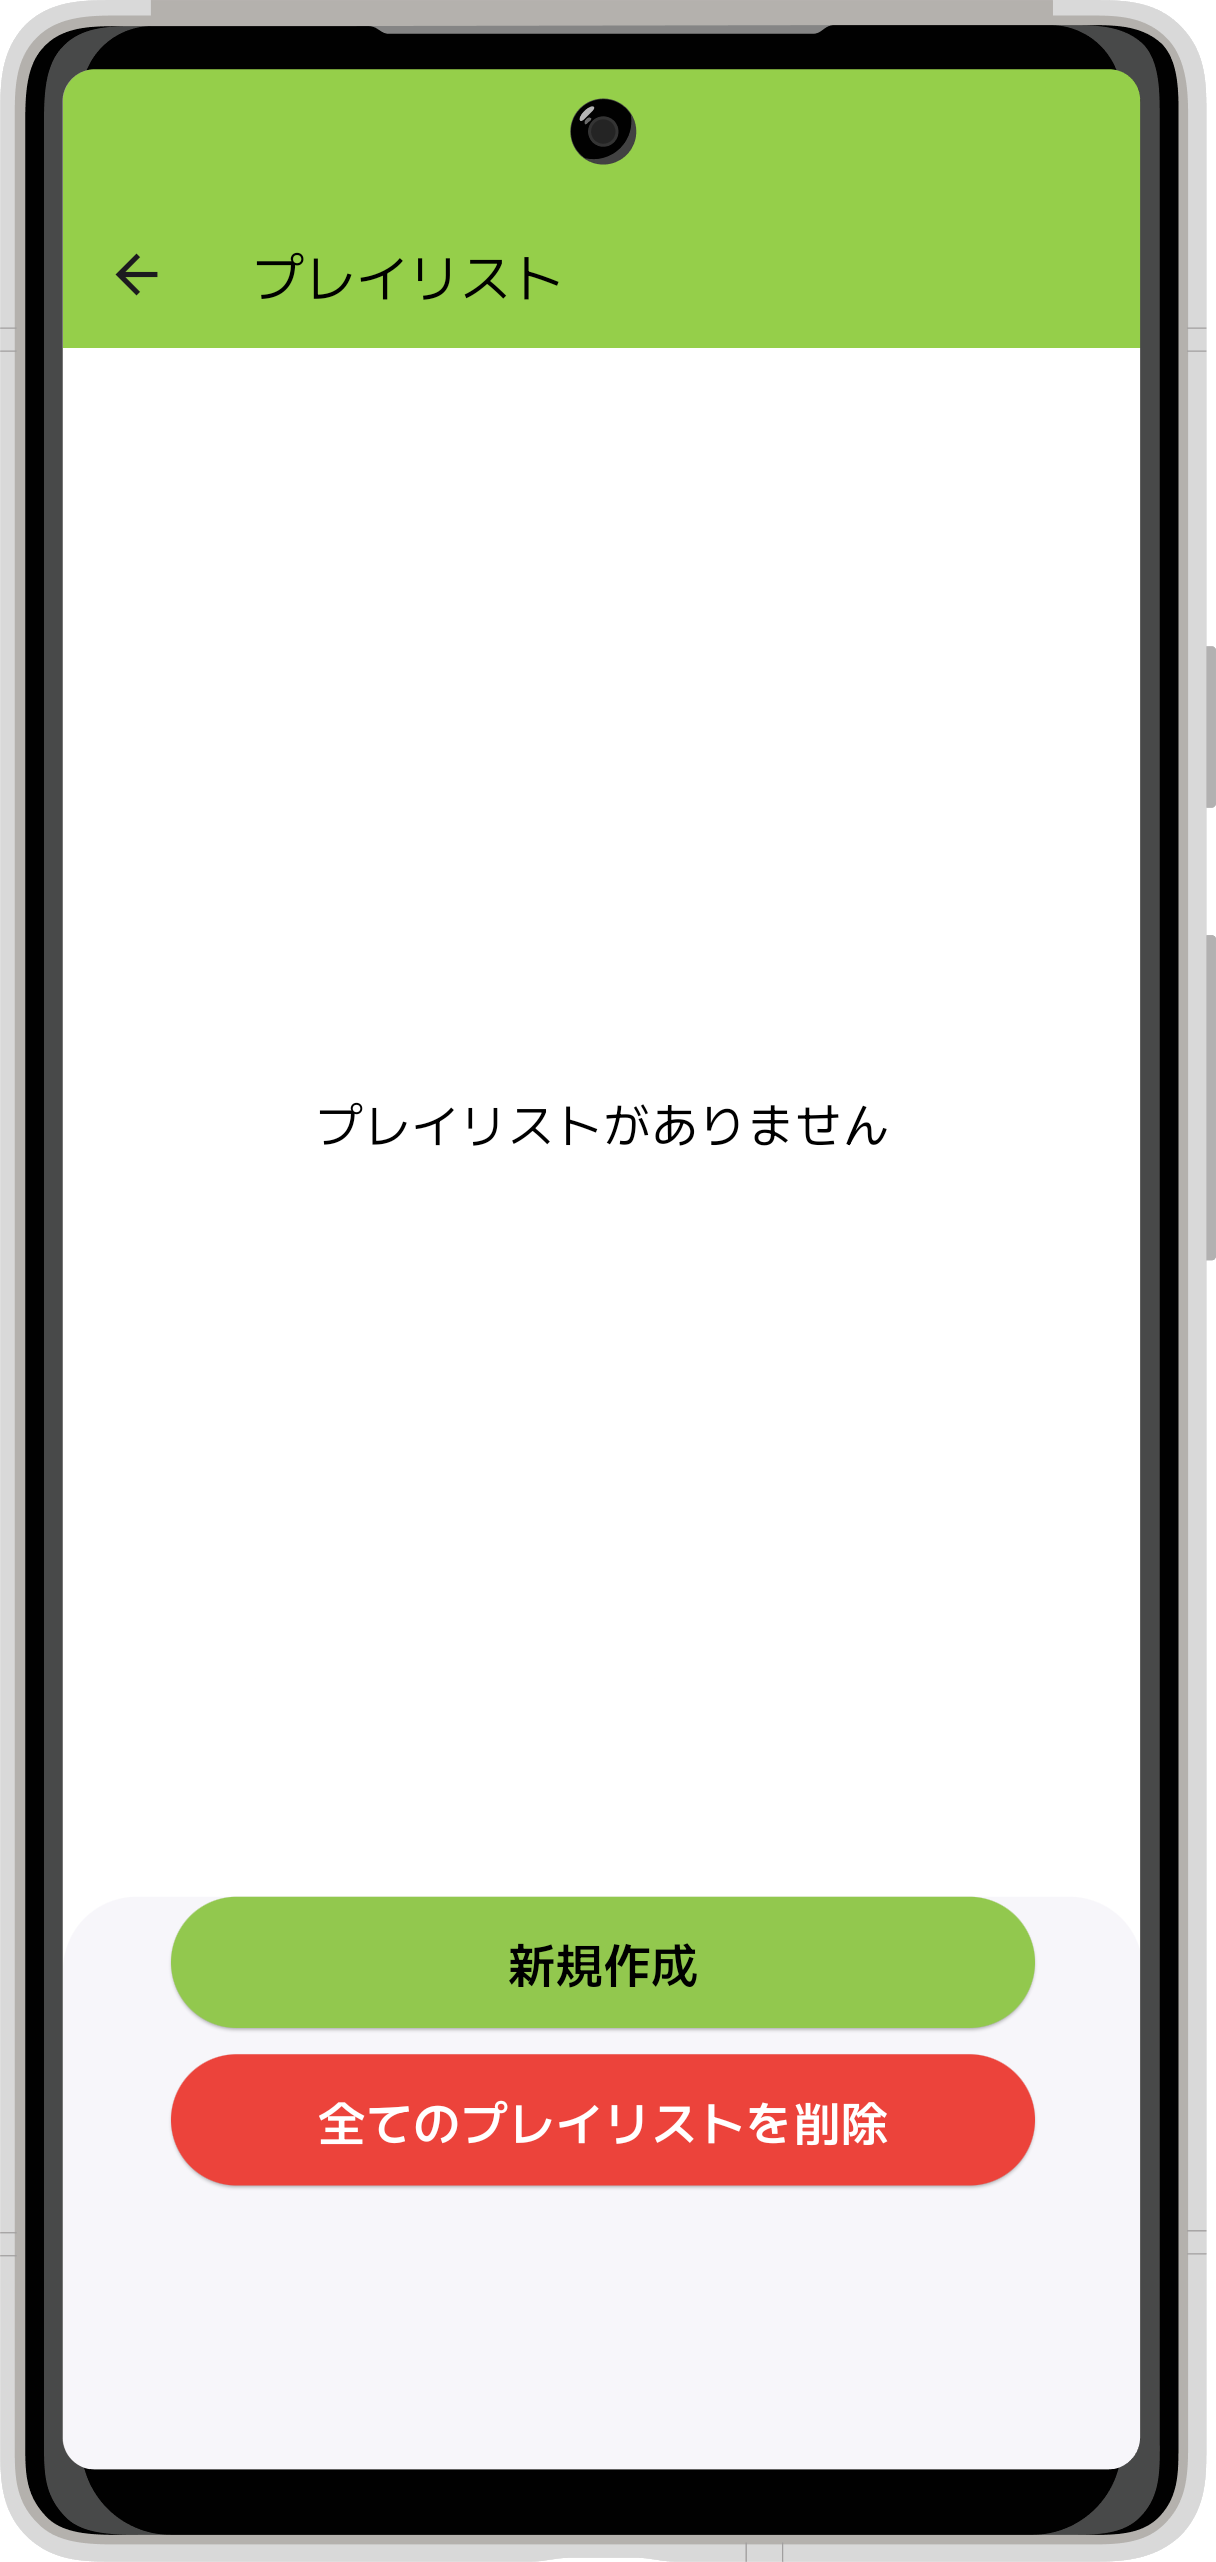 プレイリスト
プレイリストがありません
新規作成
全てのプレイリストを削除